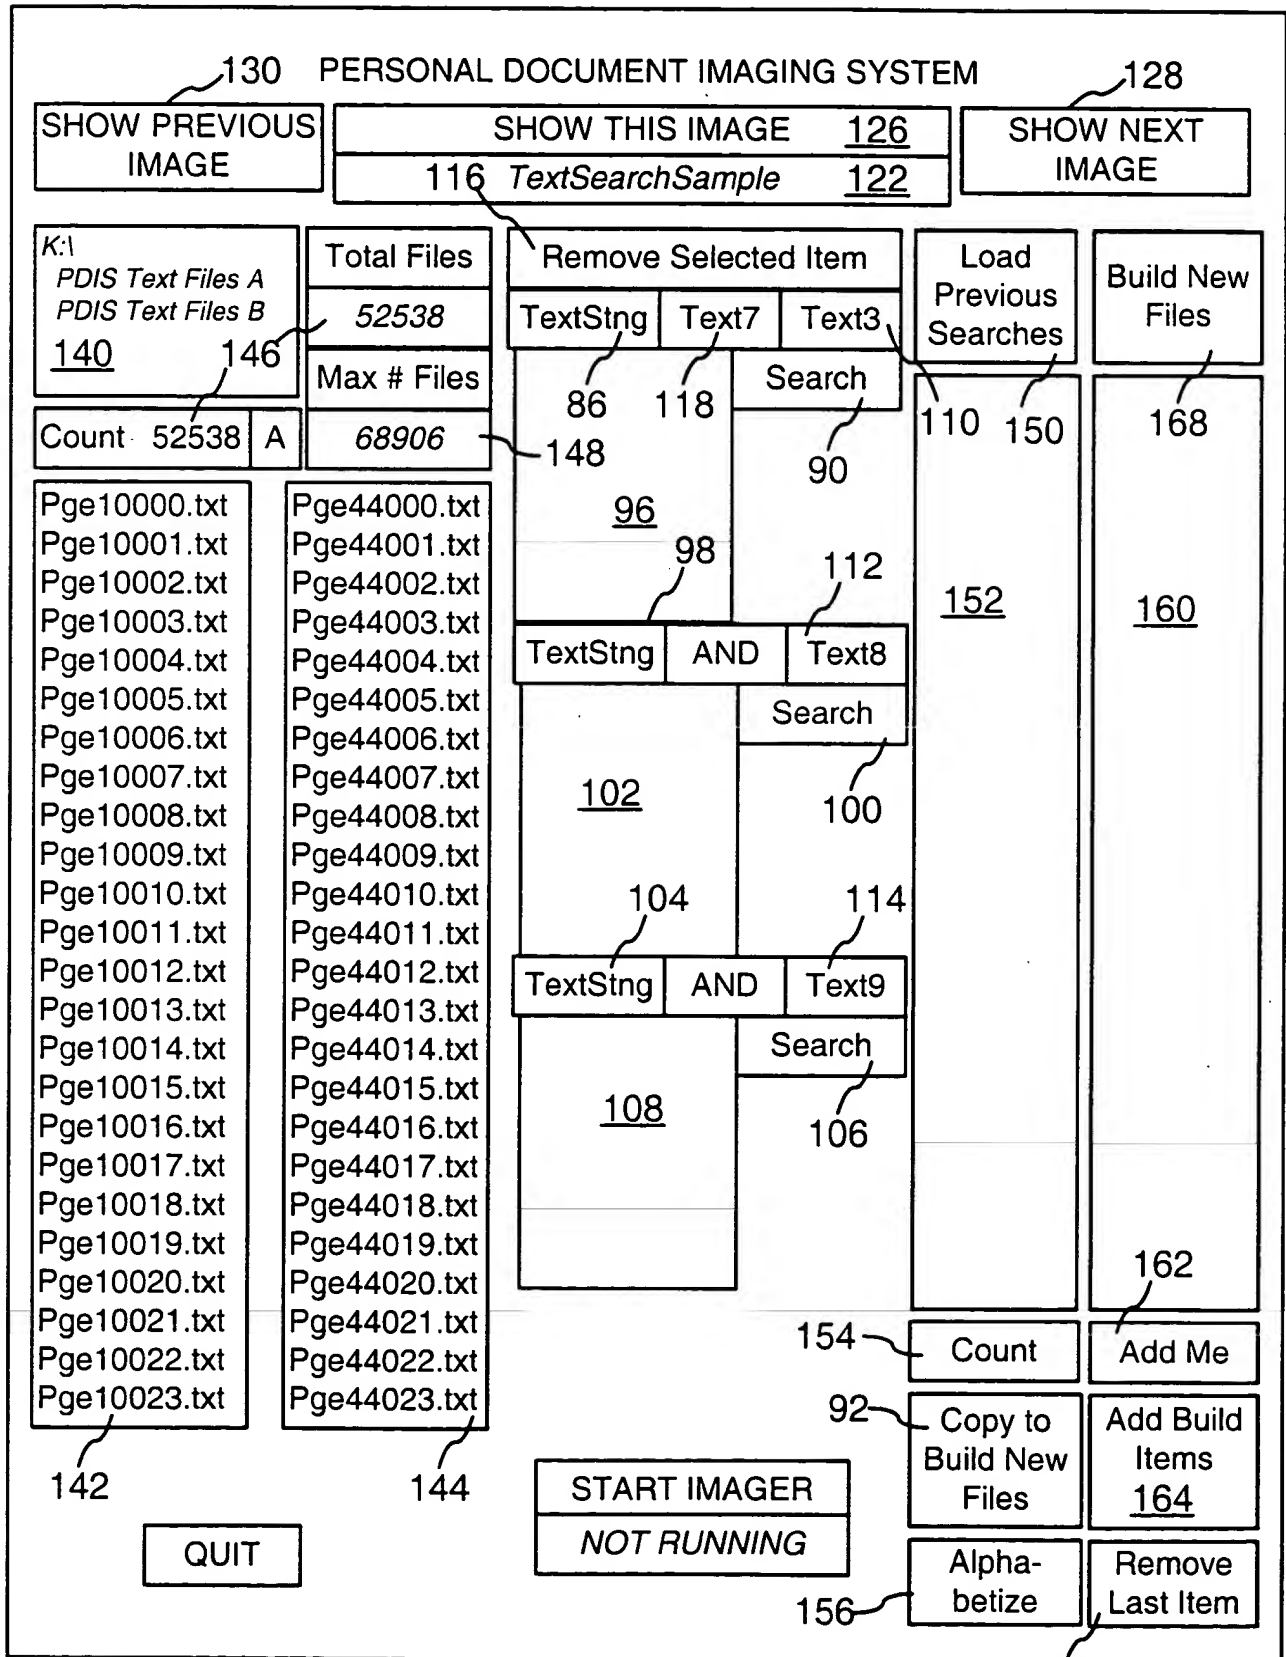 130 PERSONAL DOCUMENT IMAGING SYSTEM 128
SHOW PREVIOUS IMAGE
SHOW THIS IMAGE 126
116 TextSearchSample 122
SHOW NEXT IMAGE
K:\
PDIS Text Files A
PDIS Text Files B
140 146
Count 52538 A
Total Files
52538
Max # Files
68906
148
Remove Selected Item
TextStng Text7 Text3
Search
86 118 90 110
96
98 112
TextStng AND Text8
Search
102 100
104 114
TextStng AND Text9
Search
108 106
Load Previous Searches
150
152
Build New Files
168
160
162
Pge10000.txt
Pge10001.txt
Pge10002.txt
Pge10003.txt
Pge10004.txt
Pge10005.txt
Pge10006.txt
Pge10007.txt
Pge10008.txt
Pge10009.txt
Pge10010.txt
Pge10011.txt
Pge10012.txt
Pge10013.txt
Pge10014.txt
Pge10015.txt
Pge10016.txt
Pge10017.txt
Pge10018.txt
Pge10019.txt
Pge10020.txt
Pge10021.txt
Pge10022.txt
Pge10023.txt
142
Pge44000.txt
Pge44001.txt
Pge44002.txt
Pge44003.txt
Pge44004.txt
Pge44005.txt
Pge44006.txt
Pge44007.txt
Pge44008.txt
Pge44009.txt
Pge44010.txt
Pge44011.txt
Pge44012.txt
Pge44013.txt
Pge44014.txt
Pge44015.txt
Pge44016.txt
Pge44017.txt
Pge44018.txt
Pge44019.txt
Pge44020.txt
Pge44021.txt
Pge44022.txt
Pge44023.txt
144
154 Count
Add Me
92 Copy to Build New Files
Add Build Items 164
156 Alpha-
betize
Remove Last Item
START IMAGER
NOT RUNNING
QUIT